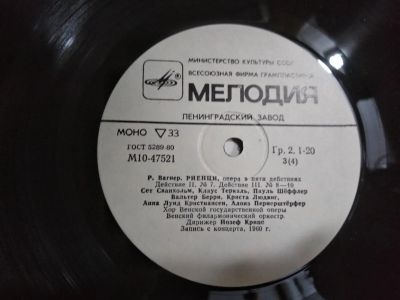 МИНИСТЕРСТВО КУЛЬТУРЫ СССР
ВСЕСОЮЗНАЯ ФИРМА ГРАМПЛАСТИНОК
МЕЛОДИЯ
ЛЕНИНГРАДСКИЙ ЗАВОД
МОНО ▽33
ГОСТ 5289-80
М10-47521
Гр. 2. 1-20
3(4)
Р. Вагнер. РИЕНЦИ, опера в пяти действиях
Действие II, № 7. Действие III, № 8—10
Сет Сванхольм, Клаус Теркаль, Пауль Шёффлер
Вальтер Берри, Криста Людвиг,
Анна Лунд Кристиансен, Алоиз Пернерштёрфер
Хор Венской государственной оперы
Венский филармонический оркестр.
Дирижер Йозеф Крипс
Запись с концерта, 1960 г.